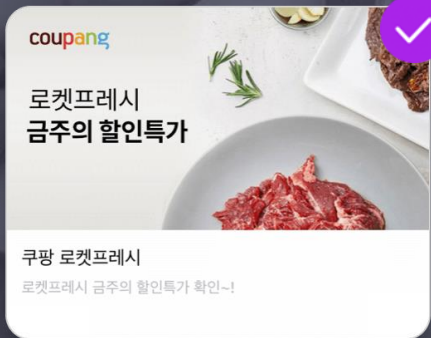 coupang
로켓프레시
금주의 할인특가
쿠팡 로켓프레시
로켓프레시 금주의 할인특가 확인~!